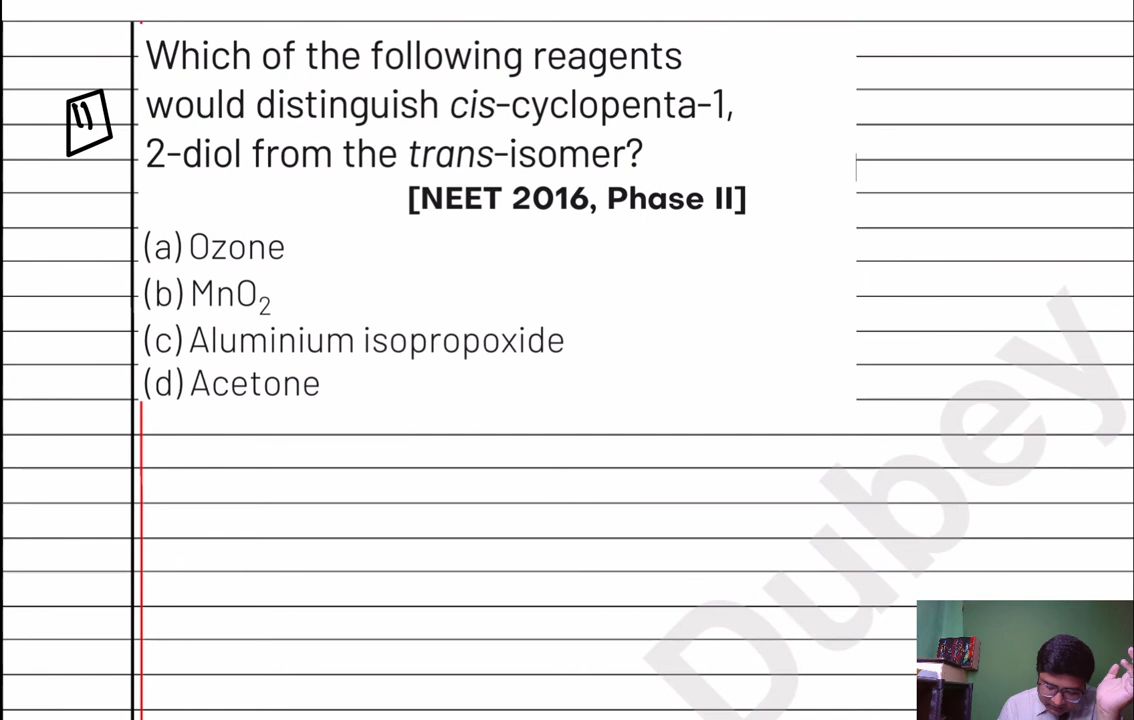 Which of the following reagents
11
would distinguish cis-cyclopenta-1,
2-diol from the trans-isomer?
[NEET 2016, Phase II]
(a) Ozone
(b) MnO₂
(c) Aluminium isopropoxide
(d) Acetone
Dubey